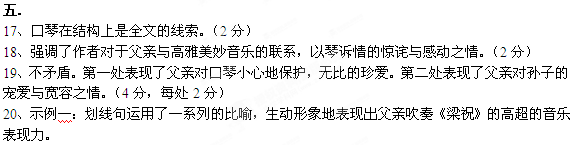 五.
17、口琴在结构上是全文的线索。（2 分）
18、强调了作者对于父亲与高雅美妙音乐的联系，以琴诉情的惊诧与感动之情。（2 分）
19、不矛盾。第一处表现了父亲对口琴小心地保护，无比的珍爱。第二处表现了父亲对孙子的
宠爱与宽容之情。（4 分，每处 2 分）
20、示例一：划线句运用了一系列的比喻，生动形象地表现出父亲吹奏《梁祝》的高超的音乐
表现力。